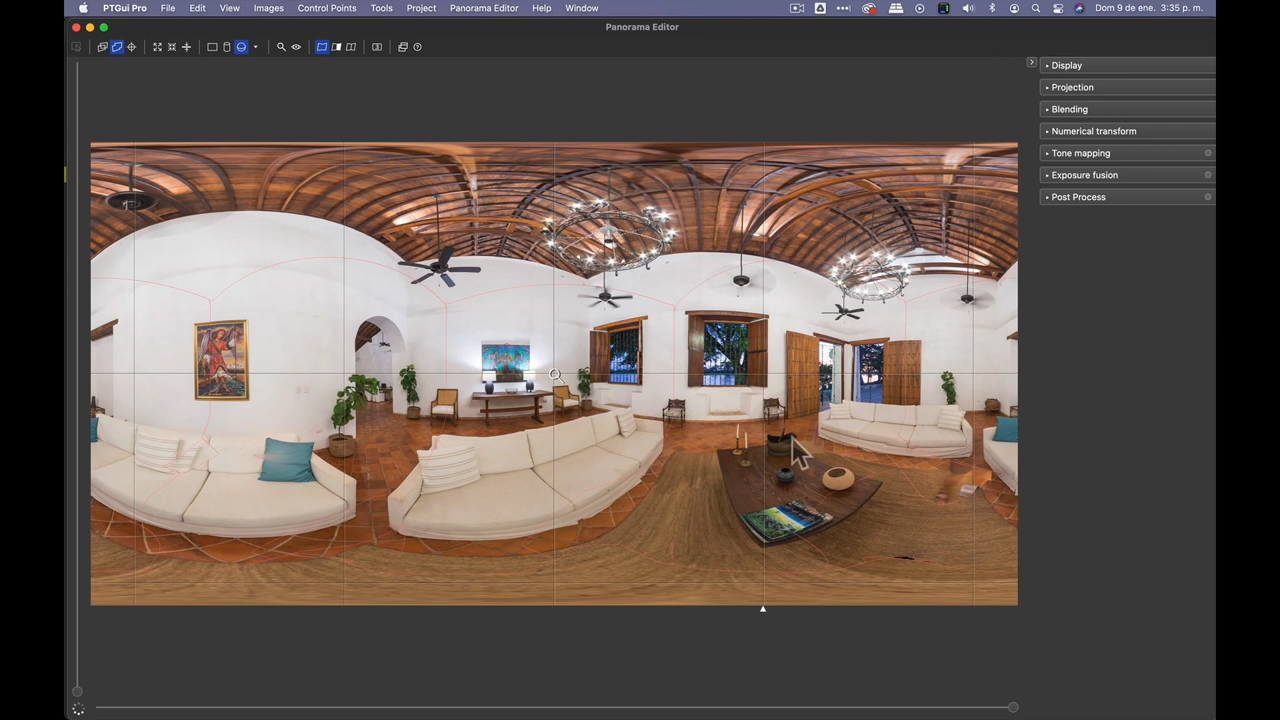 PTGui Pro File Edit View Images Control Points Tools Project Panorama Editor Help Window Dom 9 de ene. 3:35 p. m.
Panorama Editor
Display
Projection
Blending
Numerical transform
Tone mapping
Exposure fusion
Post Process